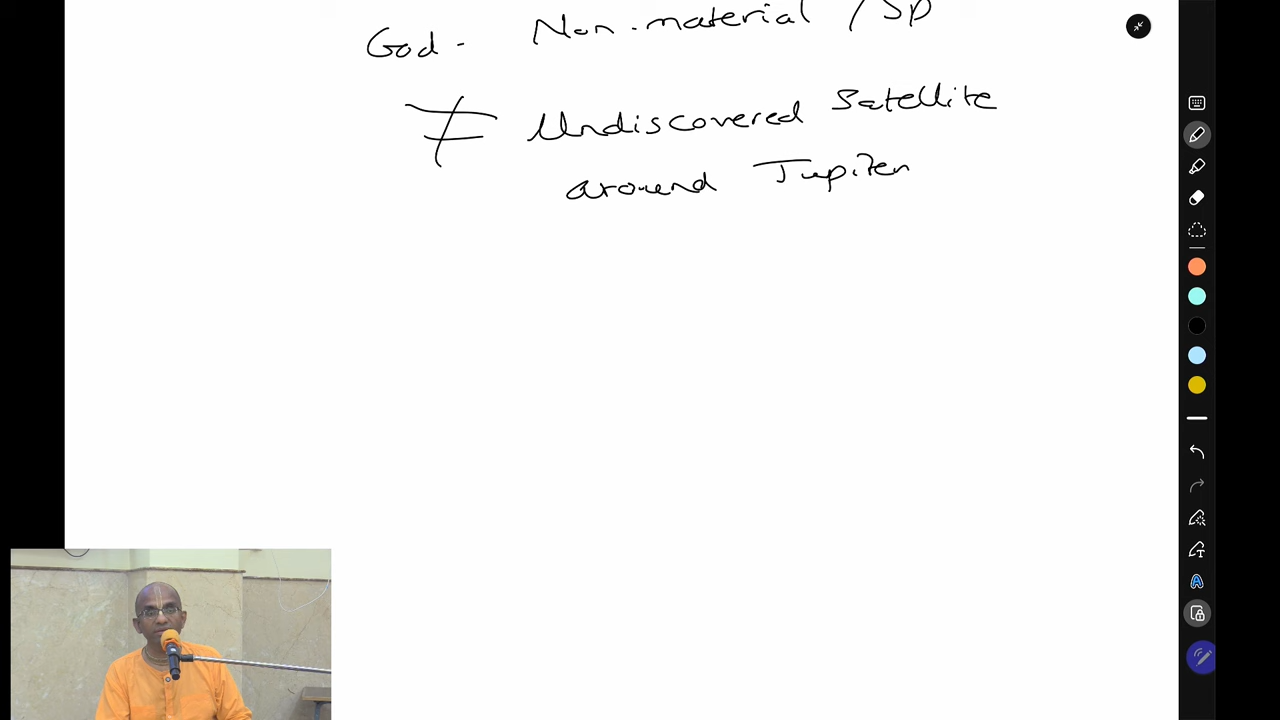 God - Non-material / Sp
≠ Undiscovered Satellite
around Jupiter